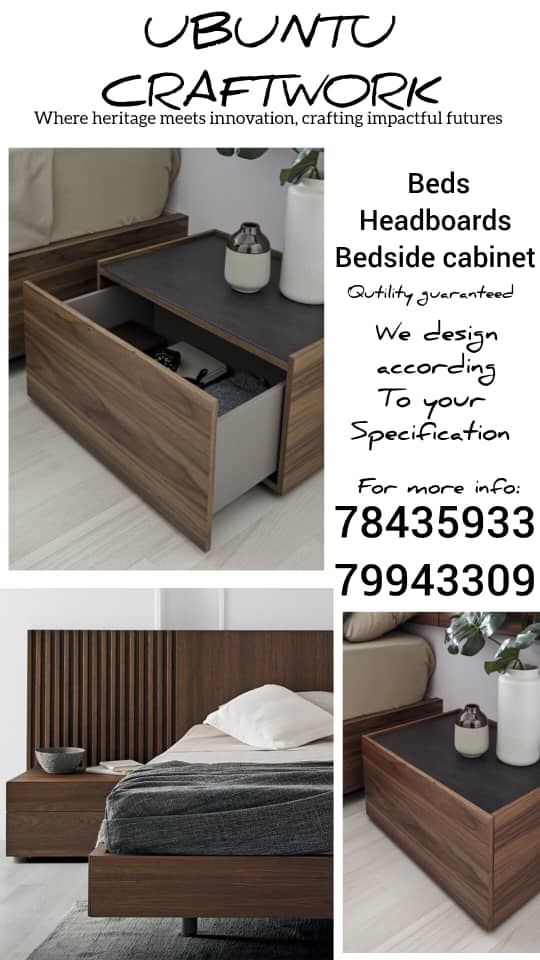 UBUNTU
CRAFTWORK
Where heritage meets innovation, crafting impactful futures
Beds
Headboards
Bedside cabinet
Qutility guaranteed
We design
according
To your
Specification
For more info:
78435933
79943309